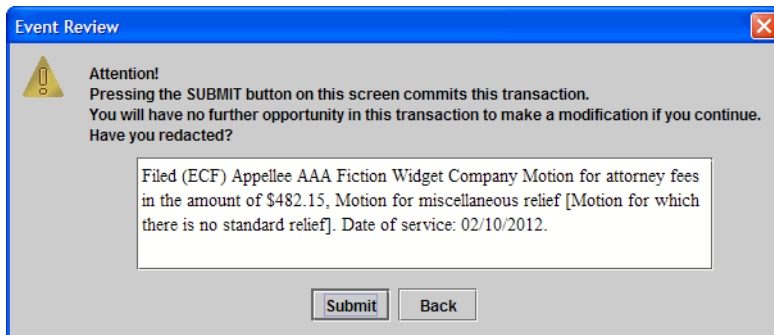 Event Review
Attention!
Pressing the SUBMIT button on this screen commits this transaction.
You will have no further opportunity in this transaction to make a modification if you continue.
Have you redacted?
Filed (ECF) Appellee AAA Fiction Widget Company Motion for attorney fees
in the amount of $482.15, Motion for miscellaneous relief [Motion for which
there is no standard relief]. Date of service: 02/10/2012.
Submit
Back